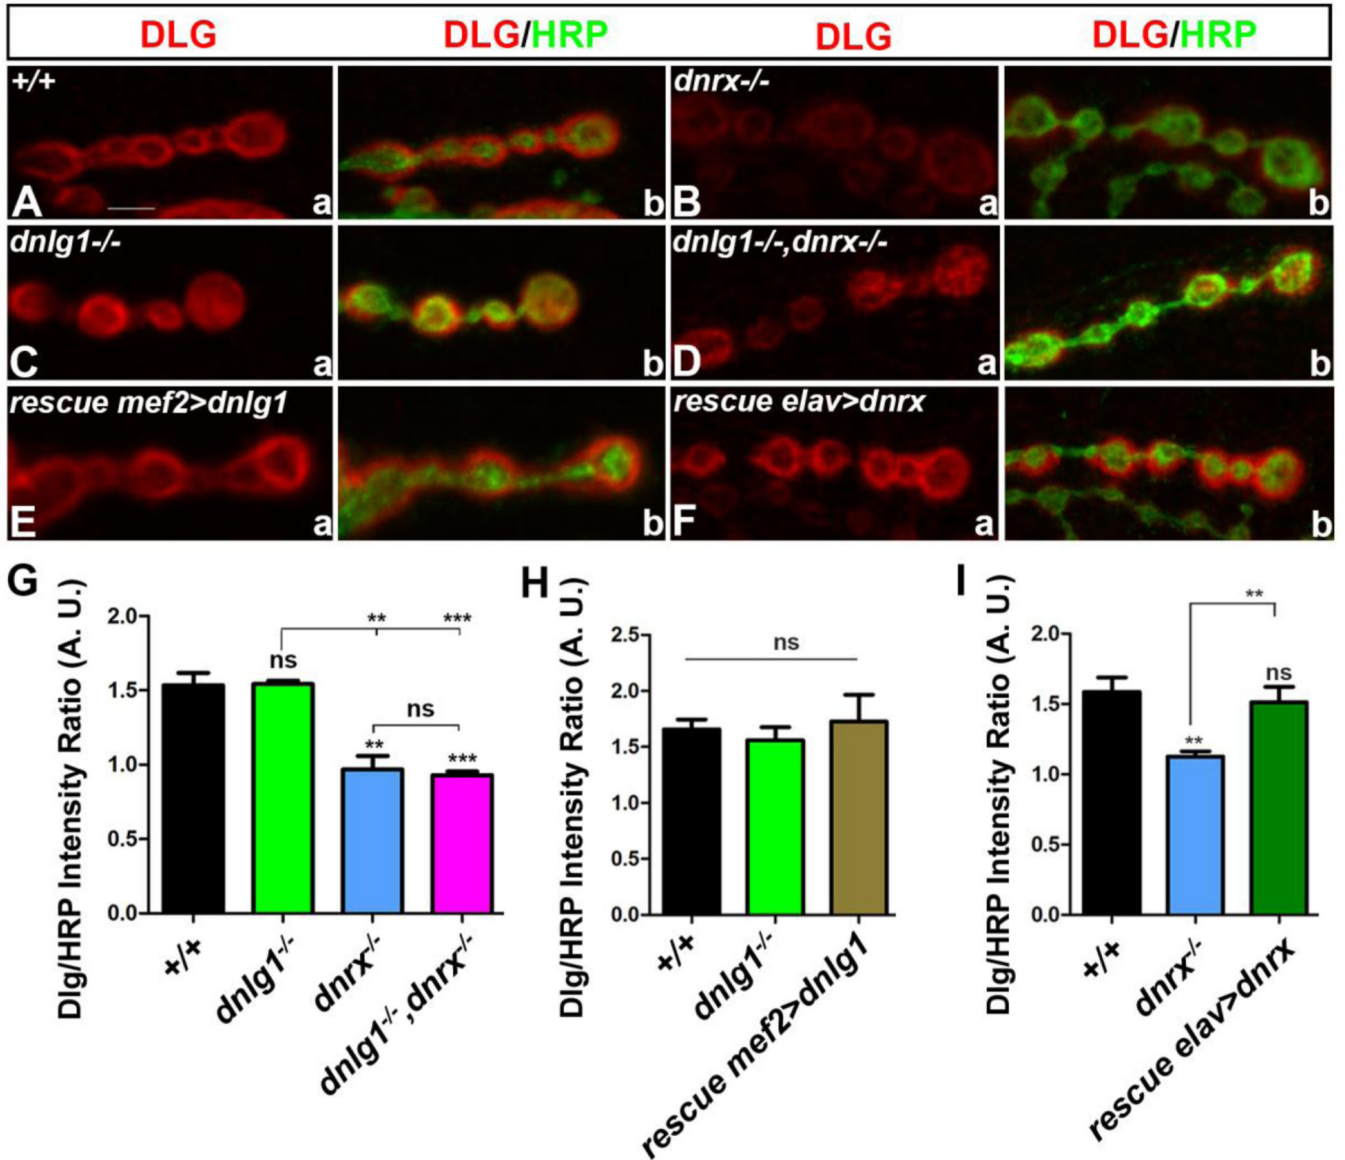 DLG DLG/HRP DLG DLG/HRP
+/+ dnrx-/-
A a b B a b
dnlg1-/- dnlg1-/-,dnrx-/-
C a b D a b
rescue mef2>dnlg1 rescue elav>dnrx
E a b F a b
G
Dlg/HRP Intensity Ratio (A. U.)
2.0
1.5
1.0
0.5
0.0
** ***
ns
ns
**
***
+/+
dnlg1-/-
dnrx-/-
dnlg1-/-,dnrx-/-
H
Dlg/HRP Intensity Ratio (A. U.)
2.5
2.0
1.5
1.0
0.5
0.0
ns
+/+
dnlg1-/-
rescue mef2>dnlg1
I
Dlg/HRP Intensity Ratio (A. U.)
2.0
1.5
1.0
0.5
0.0
**
ns
**
+/+
dnrx-/-
rescue elav>dnrx